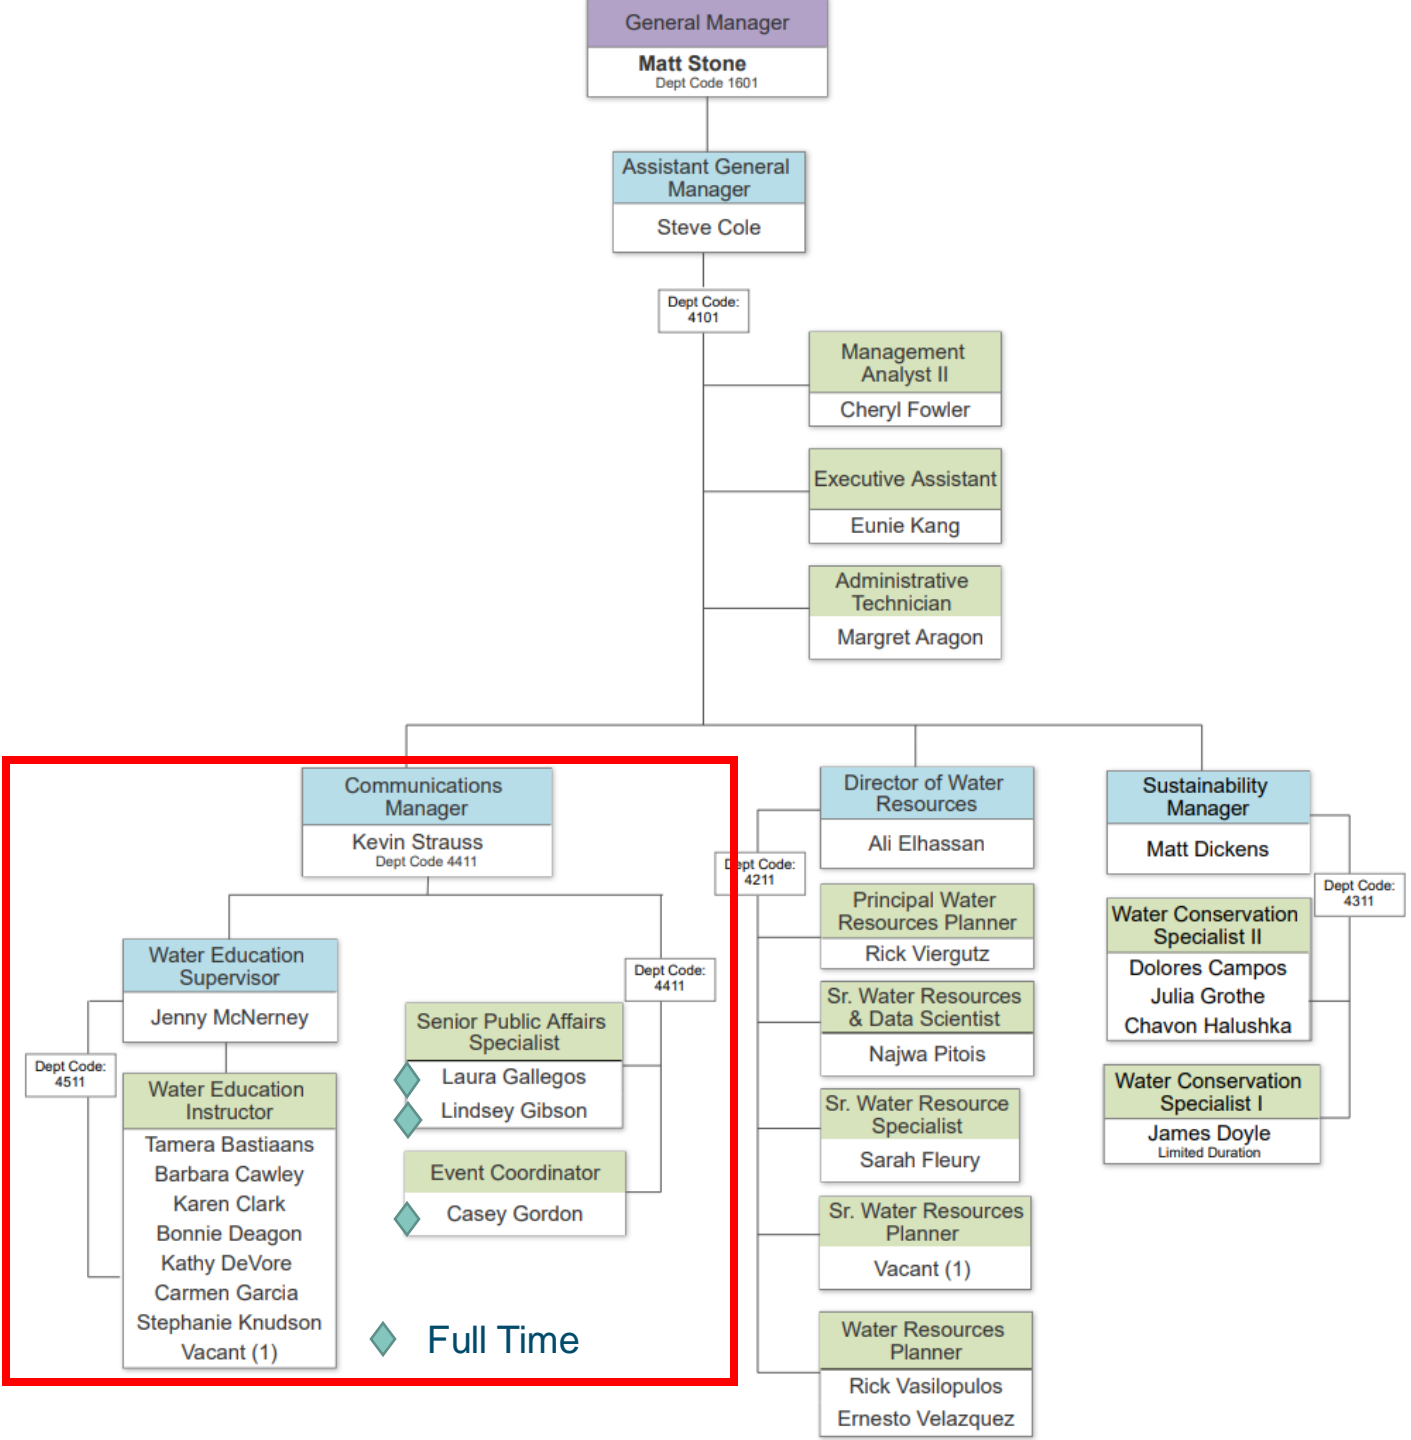 General Manager
Matt Stone
Dept Code 1601
Assistant General
Manager
Steve Cole
Dept Code:
4101
Management
Analyst II
Cheryl Fowler
Executive Assistant
Eunie Kang
Administrative
Technician
Margret Aragon
Communications
Manager
Kevin Strauss
Dept Code 4411
Water Education
Supervisor
Jenny McNerney
Dept Code:
4511
Water Education
Instructor
Tamera Bastiaans
Barbara Cawley
Karen Clark
Bonnie Deagon
Kathy DeVore
Carmen Garcia
Stephanie Knudson
Vacant (1)
Dept Code:
4411
Senior Public Affairs
Specialist
Laura Gallegos
Lindsey Gibson
Event Coordinator
Casey Gordon
Full Time
Director of Water
Resources
Ali Elhassan
Dept Code:
4211
Principal Water
Resources Planner
Rick Viergutz
Sr. Water Resources
& Data Scientist
Najwa Pitois
Sr. Water Resource
Specialist
Sarah Fleury
Sr. Water Resources
Planner
Vacant (1)
Water Resources
Planner
Rick Vasilopulos
Ernesto Velazquez
Sustainability
Manager
Matt Dickens
Dept Code:
4311
Water Conservation
Specialist II
Dolores Campos
Julia Grothe
Chavon Halushka
Water Conservation
Specialist I
James Doyle
Limited Duration